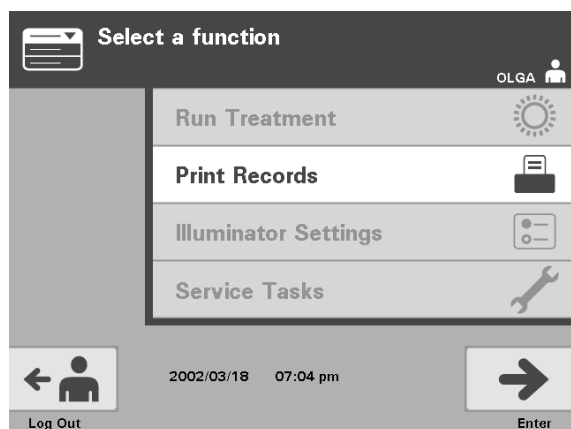 Select a function
OLGA
Run Treatment
Print Records
Illuminator Settings
Service Tasks
2002/03/18 07:04 pm
Log Out
Enter